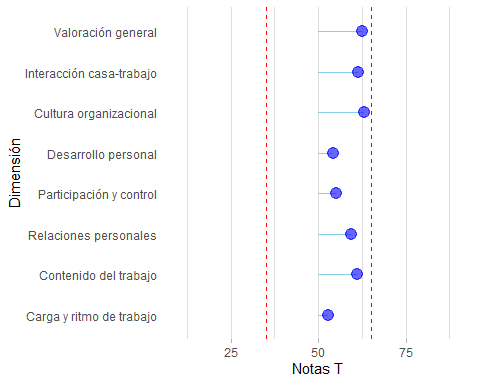 Valoración general
Interacción casa-trabajo
Cultura organizacional
Desarrollo personal
Participación y control
Relaciones personales
Contenido del trabajo
Carga y ritmo de trabajo
Dimensión
25 50 75
Notas T